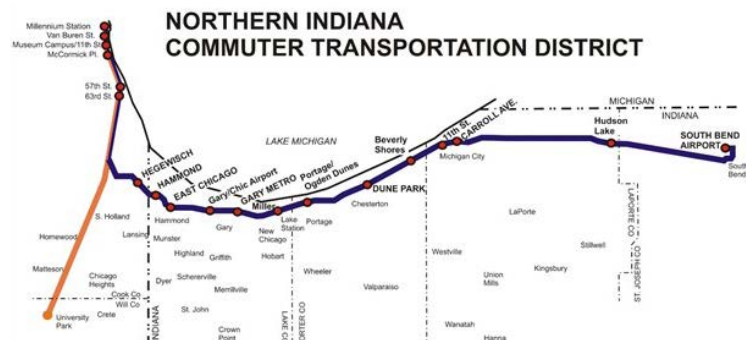 NORTHERN INDIANA
COMMUTER TRANSPORTATION DISTRICT
Millennium Station
Van Buren St.
Museum Campus/11th St.
McCormick Pl.
57th St.
63rd St.
HEGEWISCH
HAMMOND
EAST CHICAGO
Gary/Chic Airport
GARY METRO
Miller
Portage/
Ogden Dunes
DUNE PARK
Beverly
Shores
11th St.
CARROLL AVE.
Hudson
Lake
SOUTH BEND
AIRPORT
South
Bend
LAKE MICHIGAN
MICHIGAN
INDIANA
Michigan City
Chesterton
Portage
Lake
Station
New
Chicago
Hobart
Gary
Hammond
S. Holland
Lansing
Munster
Homewood
Highland
Griffith
Matteson
Chicago
Heights
Dyer
Schererville
Merrillville
Wheeler
Valparaiso
Westville
LaPorte
Stillwell
Kingsbury
Union
Mills
Wanatah
Hanna
Cook Co
Will Co
University
Park
Crete
St. John
Crown
Point
INDIANA
LAKE CO
PORTER CO
LAPORTE CO
ST. JOSEPH CO